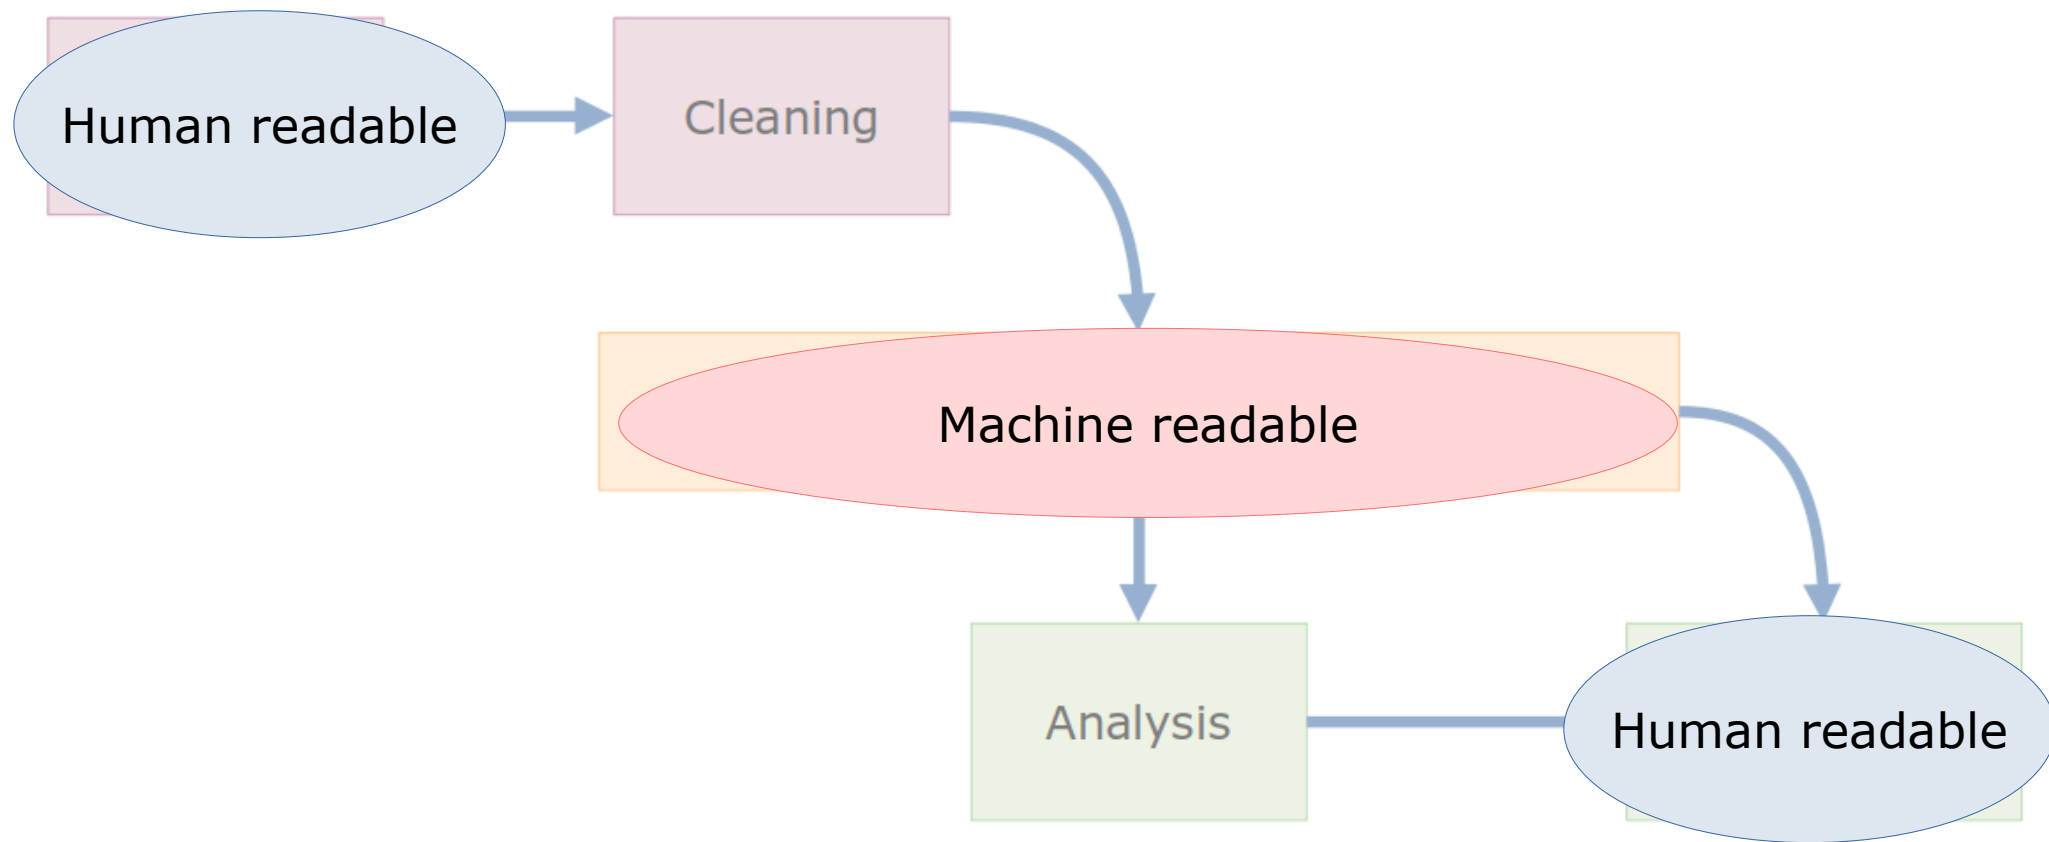 Human readable
Cleaning
Machine readable
Analysis
Human readable